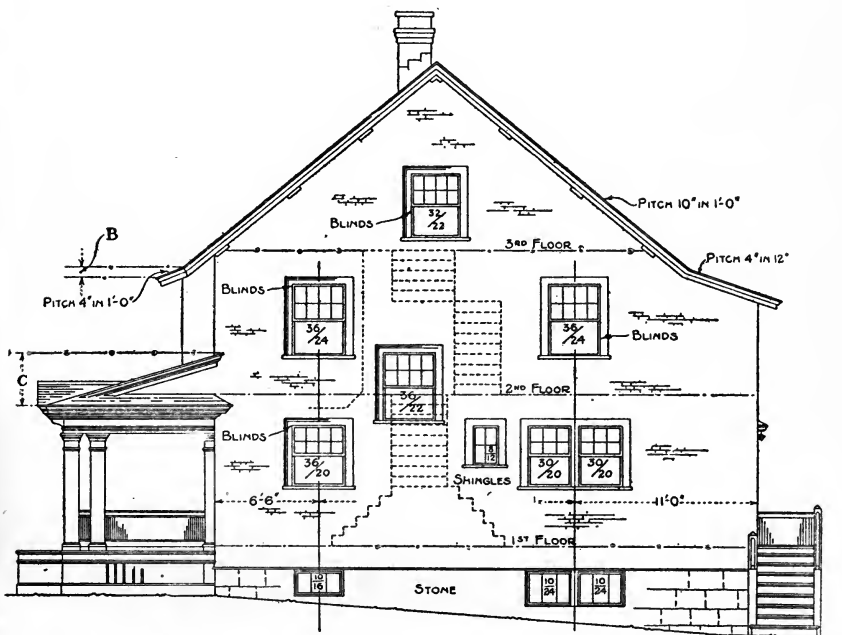 PITCH 10" IN 1'-0"
BLINDS
32/22
B
3RD FLOOR
PITCH 4" IN 12"
PITCH 4" IN 1'-0"
BLINDS
36/24
36/24
BLINDS
C
36/22
2ND FLOOR
BLINDS
36/20
8/12
30/20
30/20
SHINGLES
6'-6"
11'-0"
1ST FLOOR
10/16
STONE
10/24
10/24